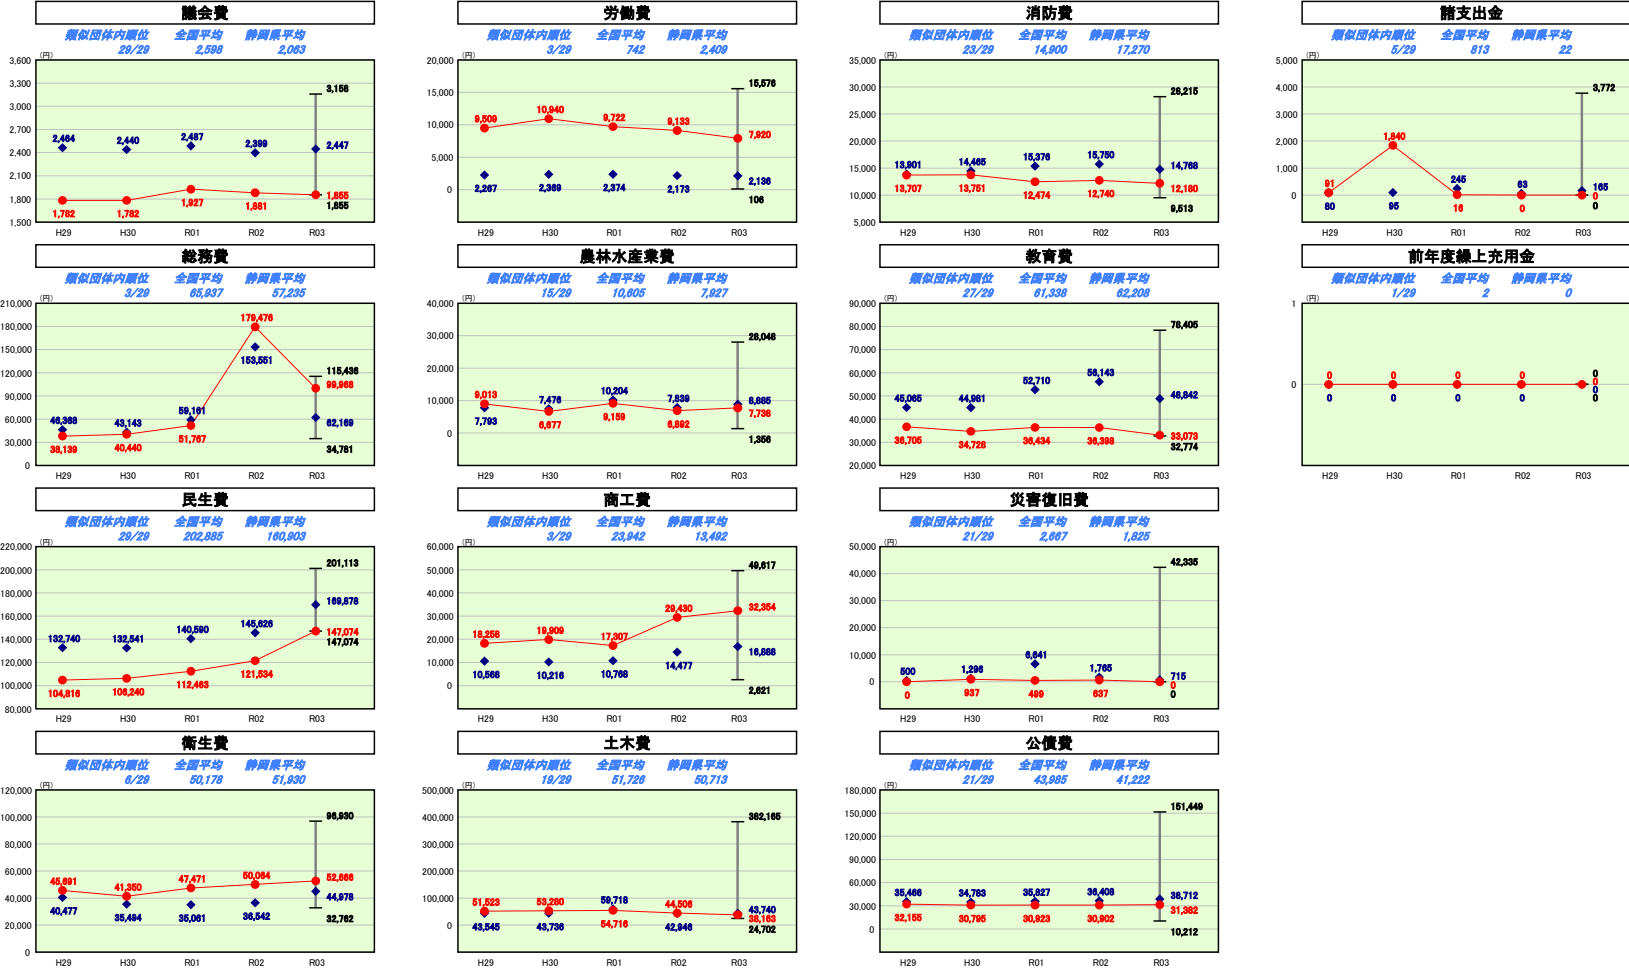 議会費
類似団体内順位 全国平均 静岡県平均
29/29 2,598 2,063
(円)
3,600
3,300
3,000
2,700
2,400
2,100
1,800
1,500
3,158
2,464 2,440 2,487 2,399 2,447
1,782 1,782 1,927 1,881 1,855
1,855
H29 H30 R01 R02 R03
労働費
類似団体内順位 全国平均 静岡県平均
3/29 742 2,409
(円)
20,000
15,000
10,000
5,000
0
15,576
9,509 10,940 9,722 9,133 7,920
2,267 2,369 2,374 2,173 2,136
106
H29 H30 R01 R02 R03
消防費
類似団体内順位 全国平均 静岡県平均
23/29 14,900 17,270
(円)
35,000
30,000
25,000
20,000
15,000
10,000
5,000
28,215
13,901 14,465 15,376 15,750 14,768
13,707 13,751 12,474 12,740 12,180
9,513
H29 H30 R01 R02 R03
諸支出金
類似団体内順位 全国平均 静岡県平均
5/29 813 22
(円)
5,000
4,000
3,000
2,000
1,000
0
3,772
91 1,840 245 63 165
80 95 16 0 0
0
H29 H30 R01 R02 R03
総務費
類似団体内順位 全国平均 静岡県平均
3/29 65,937 57,235
(円)
210,000
180,000
150,000
120,000
90,000
60,000
30,000
0
179,476
153,551
115,436
99,968
46,368 43,143 59,161 62,169
38,139 40,440 51,767 34,781
H29 H30 R01 R02 R03
農林水産業費
類似団体内順位 全国平均 静岡県平均
15/29 10,605 7,927
(円)
40,000
30,000
20,000
10,000
0
28,048
9,013 7,476 10,204 7,839 8,885
7,793 6,677 9,159 6,892 7,738
1,356
H29 H30 R01 R02 R03
教育費
類似団体内順位 全国平均 静岡県平均
27/29 61,338 62,208
(円)
90,000
80,000
70,000
60,000
50,000
40,000
30,000
20,000
78,405
45,065 44,981 52,710 56,143 48,842
36,705 34,728 36,434 36,398 33,073
32,774
H29 H30 R01 R02 R03
前年度繰上充用金
類似団体内順位 全国平均 静岡県平均
1/29 2 0
(円)
1
0
0
0 0 0 0 0
0 0 0 0 0
0
H29 H30 R01 R02 R03
民生費
類似団体内順位 全国平均 静岡県平均
29/29 202,885 160,903
(円)
220,000
200,000
180,000
160,000
140,000
120,000
100,000
80,000
201,113
132,740 132,541 140,590 145,626 169,878
104,816 106,240 112,463 121,534 147,074
147,074
H29 H30 R01 R02 R03
商工費
類似団体内順位 全国平均 静岡県平均
3/29 23,942 13,492
(円)
60,000
50,000
40,000
30,000
20,000
10,000
0
49,617
18,258 19,909 17,307 29,430 32,354
10,568 10,216 10,768 14,477 16,888
2,621
H29 H30 R01 R02 R03
災害復旧費
類似団体内順位 全国平均 静岡県平均
21/29 2,667 1,825
(円)
50,000
40,000
30,000
20,000
10,000
0
42,335
500 1,296 6,641 1,765 715
0 937 499 637 0
0
H29 H30 R01 R02 R03
衛生費
類似団体内順位 全国平均 静岡県平均
6/29 50,178 51,930
(円)
120,000
100,000
80,000
60,000
40,000
20,000
0
96,930
45,691 41,350 47,471 50,064 52,666
40,477 35,494 35,061 36,542 44,978
32,762
H29 H30 R01 R02 R03
土木費
類似団体内順位 全国平均 静岡県平均
19/29 51,726 50,713
(円)
500,000
400,000
300,000
200,000
100,000
0
382,165
51,523 53,280 59,718 44,506 43,740
43,545 43,736 54,716 42,946 38,163
24,702
H29 H30 R01 R02 R03
公債費
類似団体内順位 全国平均 静岡県平均
21/29 43,985 41,222
(円)
180,000
150,000
120,000
90,000
60,000
30,000
0
151,449
35,466 34,783 35,827 36,408 38,712
32,155 30,795 30,923 30,902 31,382
10,212
H29 H30 R01 R02 R03